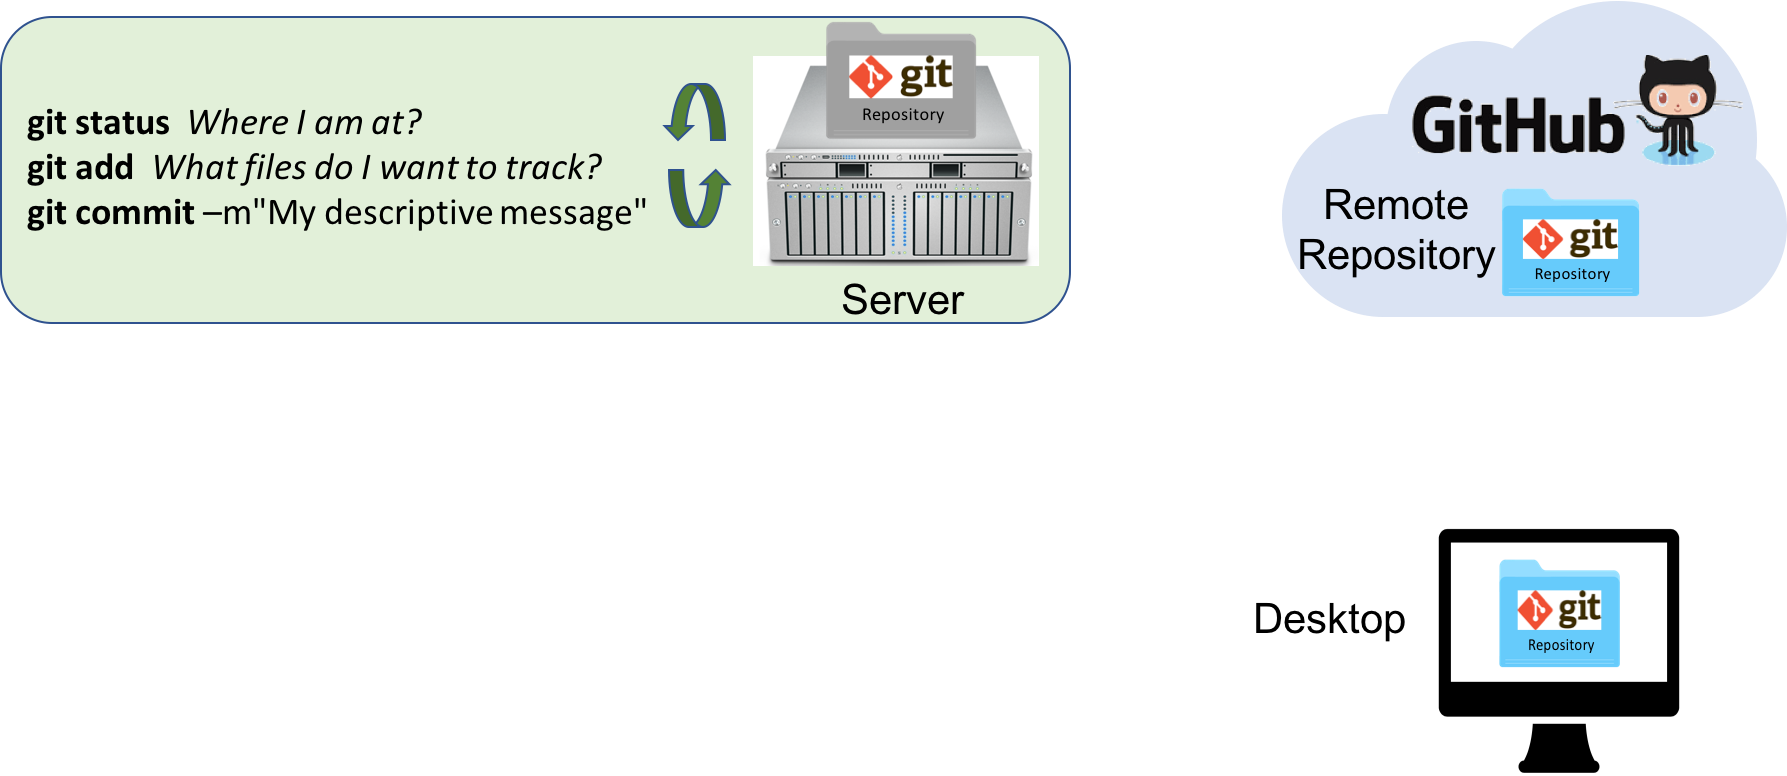 git status Where I am at?
git add What files do I want to track?
git commit –m"My descriptive message"
git
Repository
Server
GitHub
Remote
Repository
git
Repository
Desktop
git
Repository